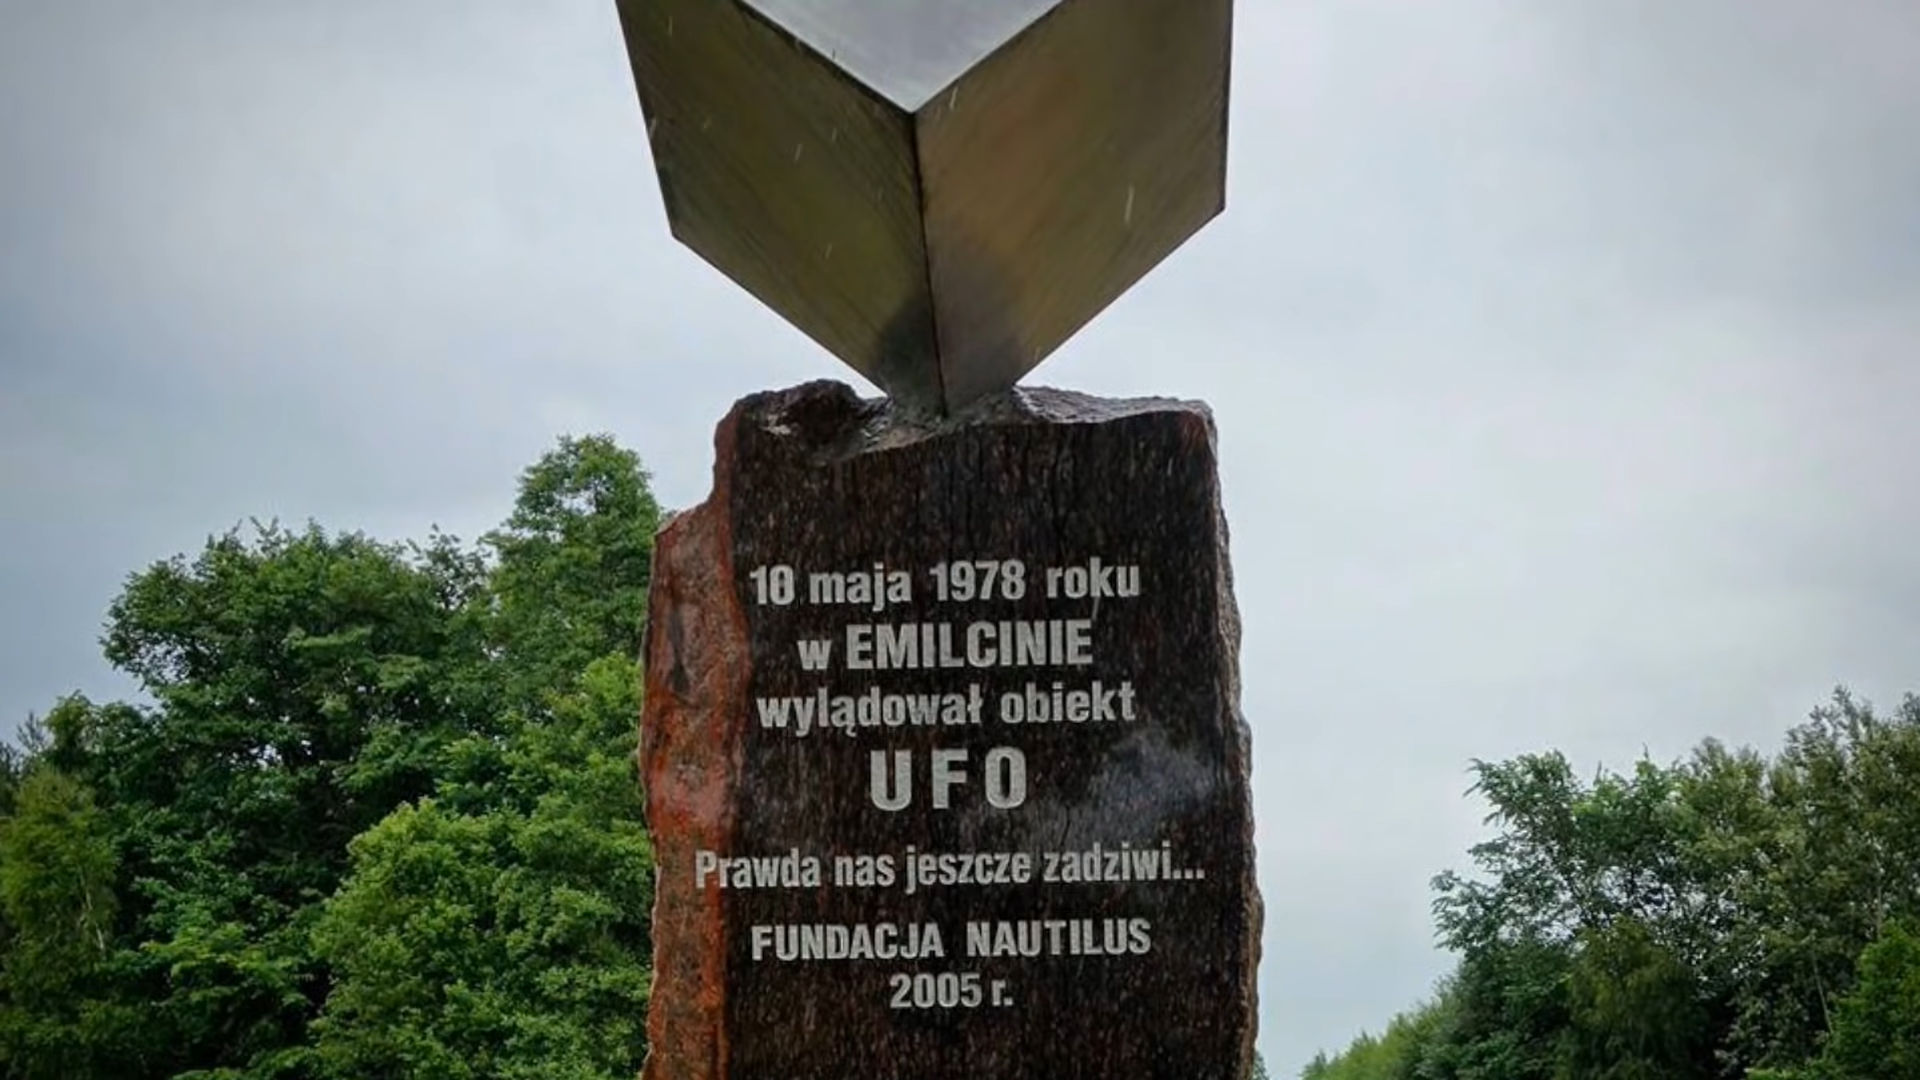 10 maja 1978 roku
w EMILCINIE
wylądował obiekt
UFO
Prawda nas jeszcze zadziwi...
FUNDACJA NAUTILUS
2005 r.